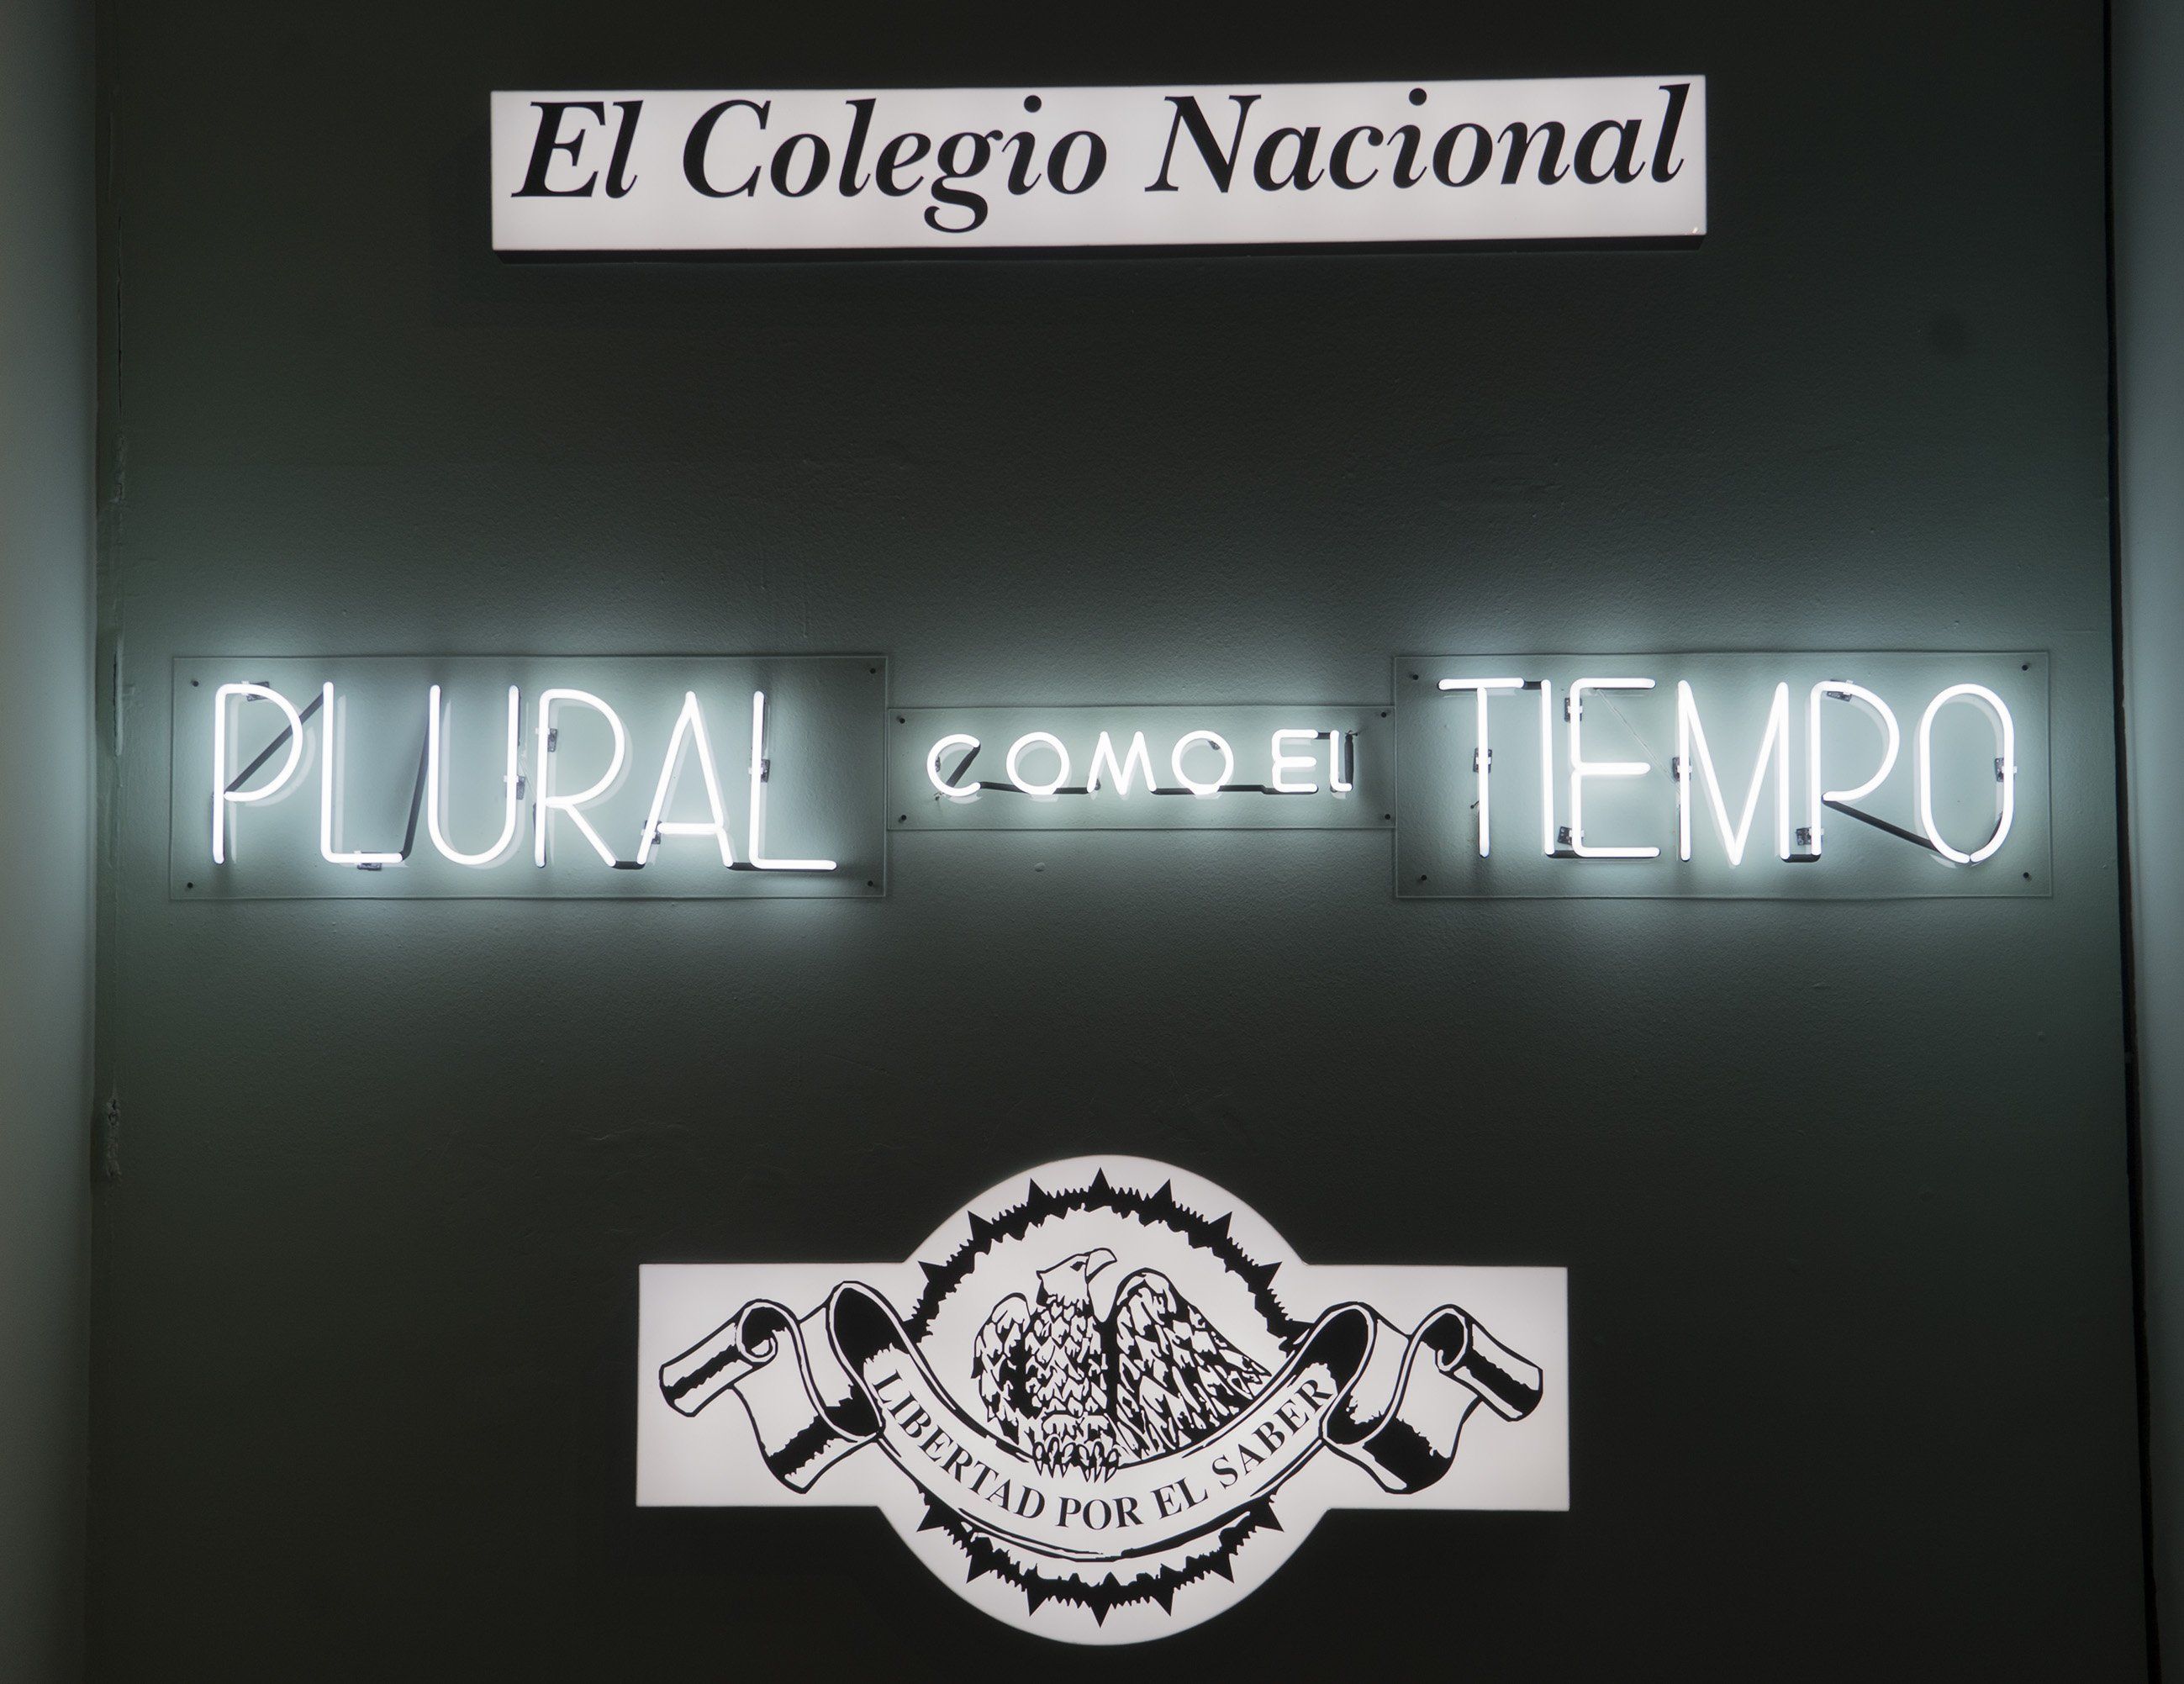 El Colegio Nacional
PLURAL COMO El TIEMPO
LIBERTAD POR EL SABER